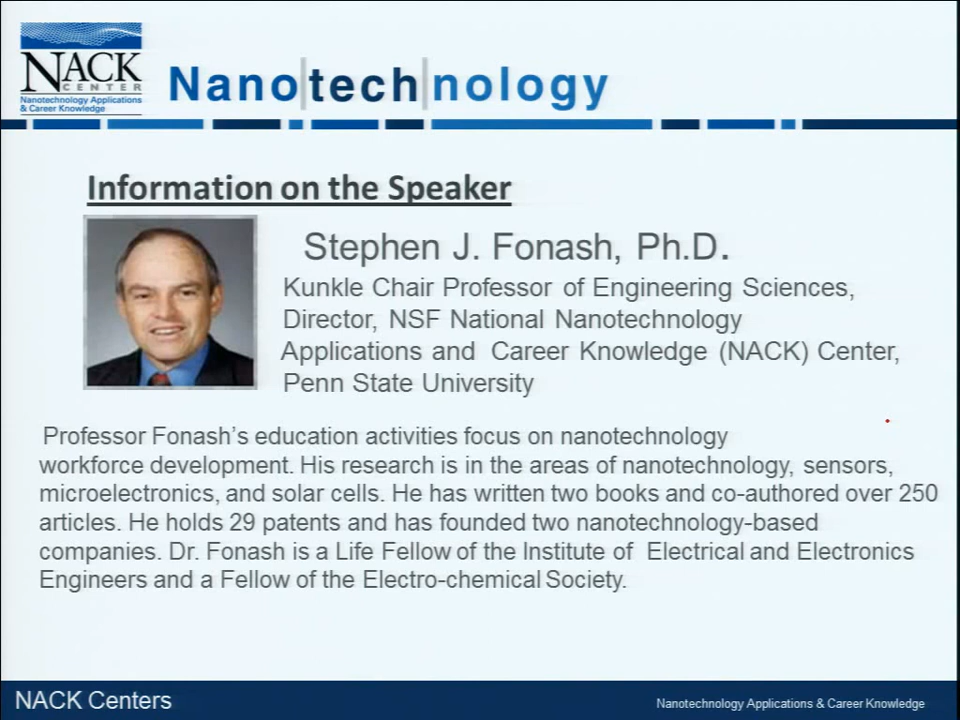 NACK
CENTER
Nanotechnology Applications
& Career Knowledge
Nanotechnology
Information on the Speaker
Stephen J. Fonash, Ph.D.
Kunkle Chair Professor of Engineering Sciences,
Director, NSF National Nanotechnology
Applications and Career Knowledge (NACK) Center,
Penn State University
Professor Fonash's education activities focus on nanotechnology
workforce development. His research is in the areas of nanotechnology, sensors,
microelectronics, and solar cells. He has written two books and co-authored over 250
articles. He holds 29 patents and has founded two nanotechnology-based
companies. Dr. Fonash is a Life Fellow of the Institute of Electrical and Electronics
Engineers and a Fellow of the Electro-chemical Society.
NACK Centers
Nanotechnology Applications & Career Knowledge